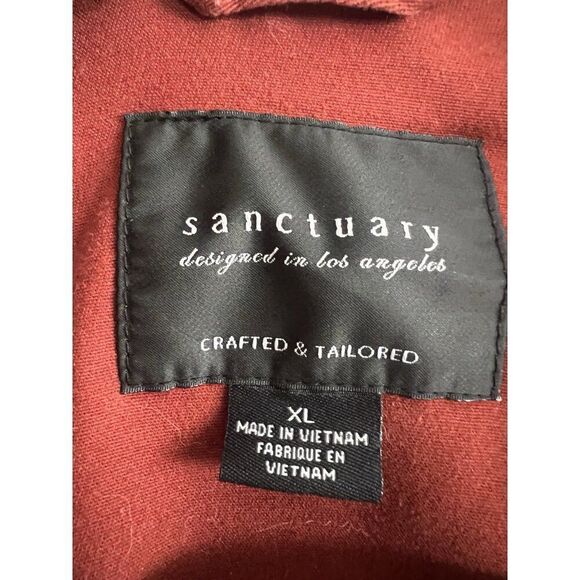 sanctuary
designed in los angeles
CRAFTED & TAILORED
XL
MADE IN VIETNAM
FABRIQUE EN
VIETNAM